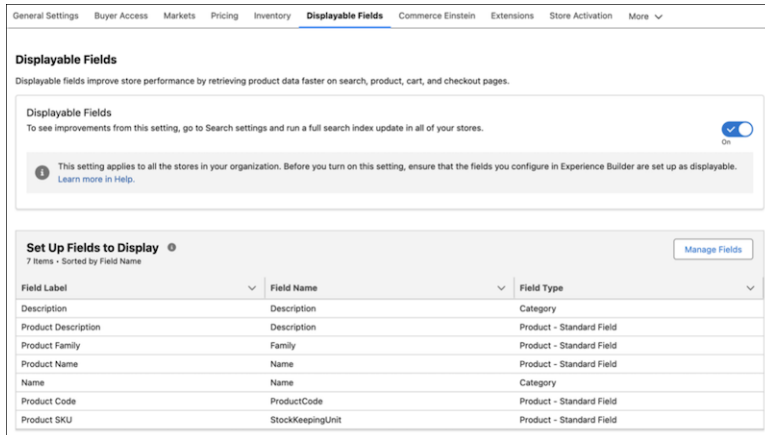 General Settings Buyer Access Markets Pricing Inventory Displayable Fields Commerce Einstein Extensions Store Activation More
Displayable Fields
Displayable fields improve store performance by retrieving product data faster on search, product, cart, and checkout pages.
Displayable Fields
To see improvements from this setting, go to Search settings and run a full search index update in all of your stores.
On
This setting applies to all the stores in your organization. Before you turn on this setting, ensure that the fields you configure in Experience Builder are set up as displayable.
Learn more in Help.
Set Up Fields to Display
Manage Fields
7 Items • Sorted by Field Name
Field Label Field Name Field Type
Description Description Category
Product Description Description Product - Standard Field
Product Family Family Product - Standard Field
Product Name Name Product - Standard Field
Name Name Category
Product Code ProductCode Product - Standard Field
Product SKU StockKeepingUnit Product - Standard Field